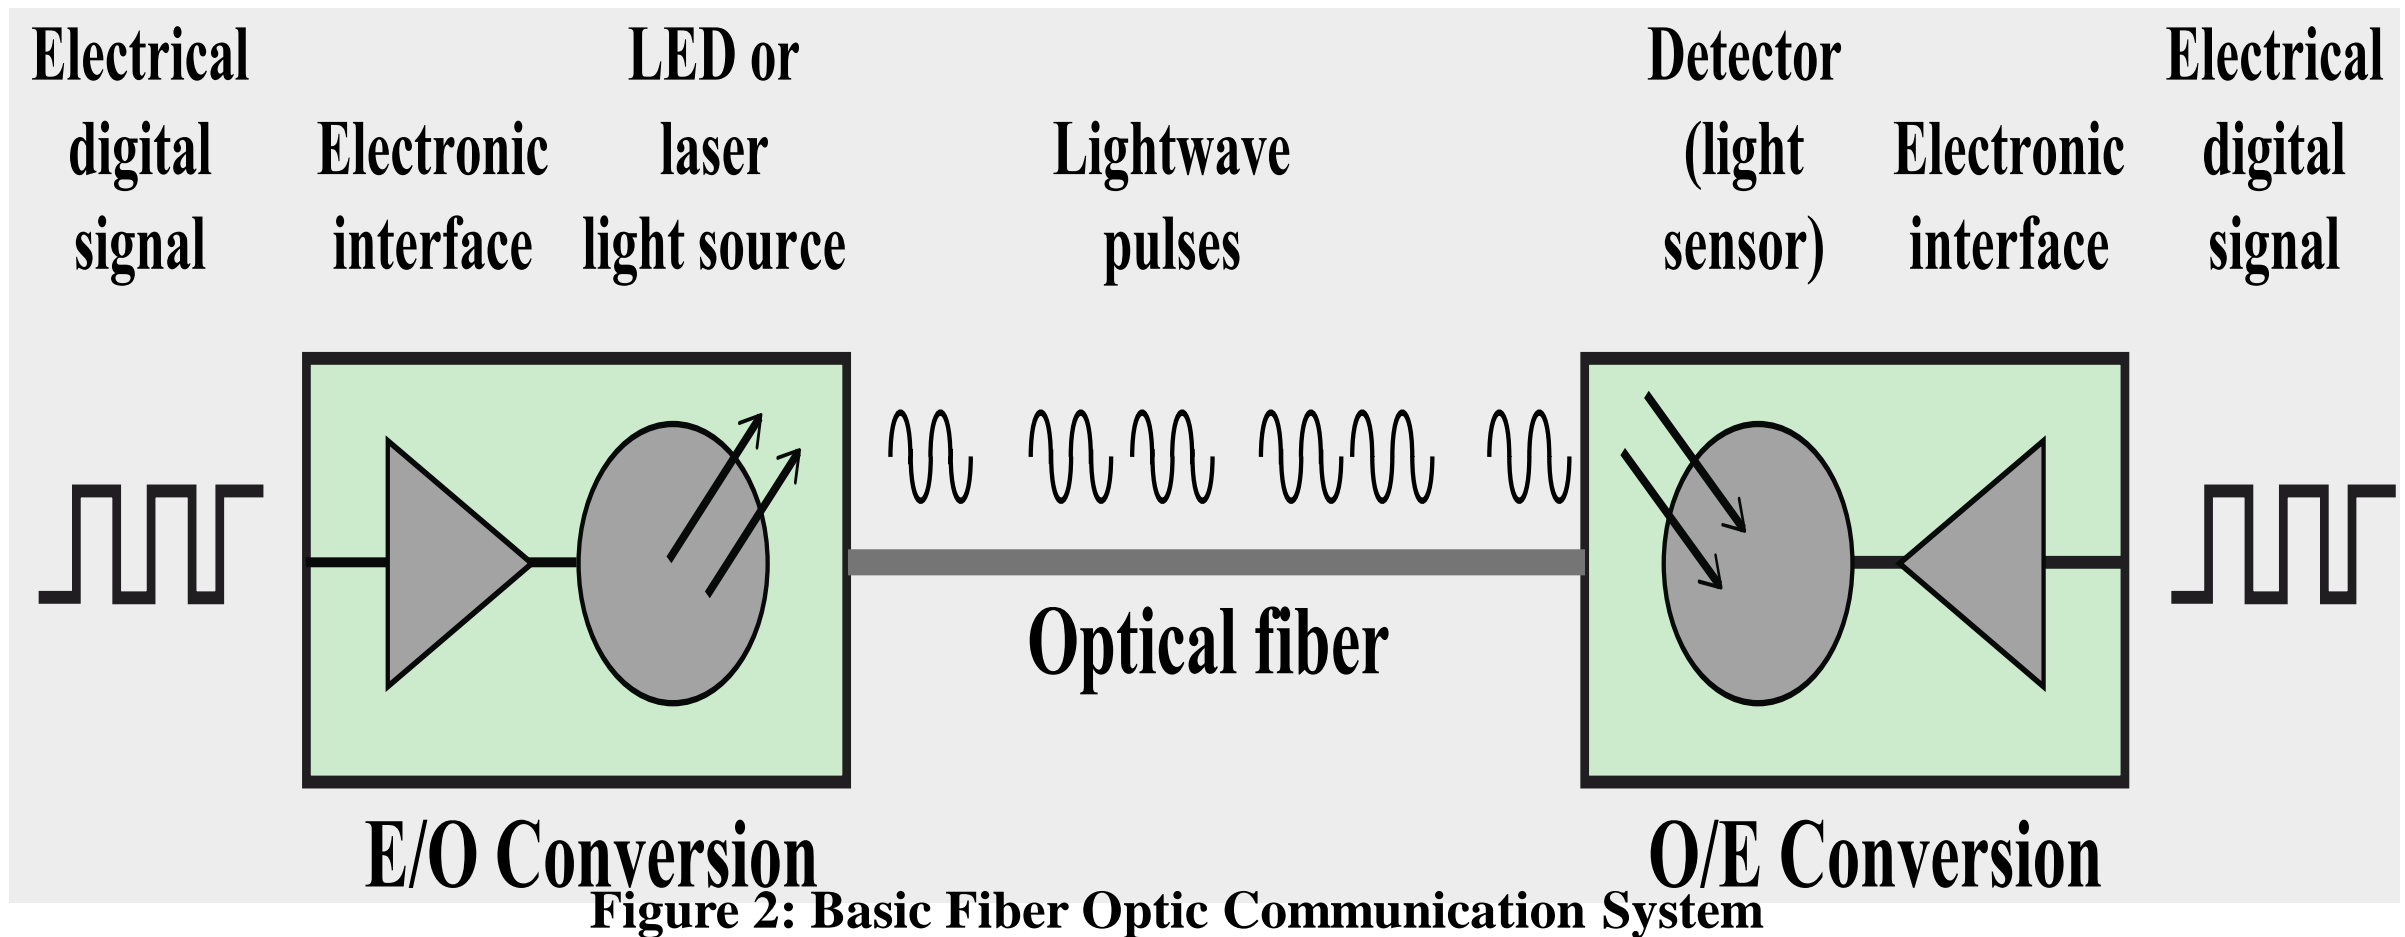 Electrical
digital
signal
Electronic
interface
LED or
laser
light source
Lightwave
pulses
Detector
(light
sensor)
Electronic
interface
Electrical
digital
signal
Optical fiber
E/O Conversion
O/E Conversion
Figure 2: Basic Fiber Optic Communication System